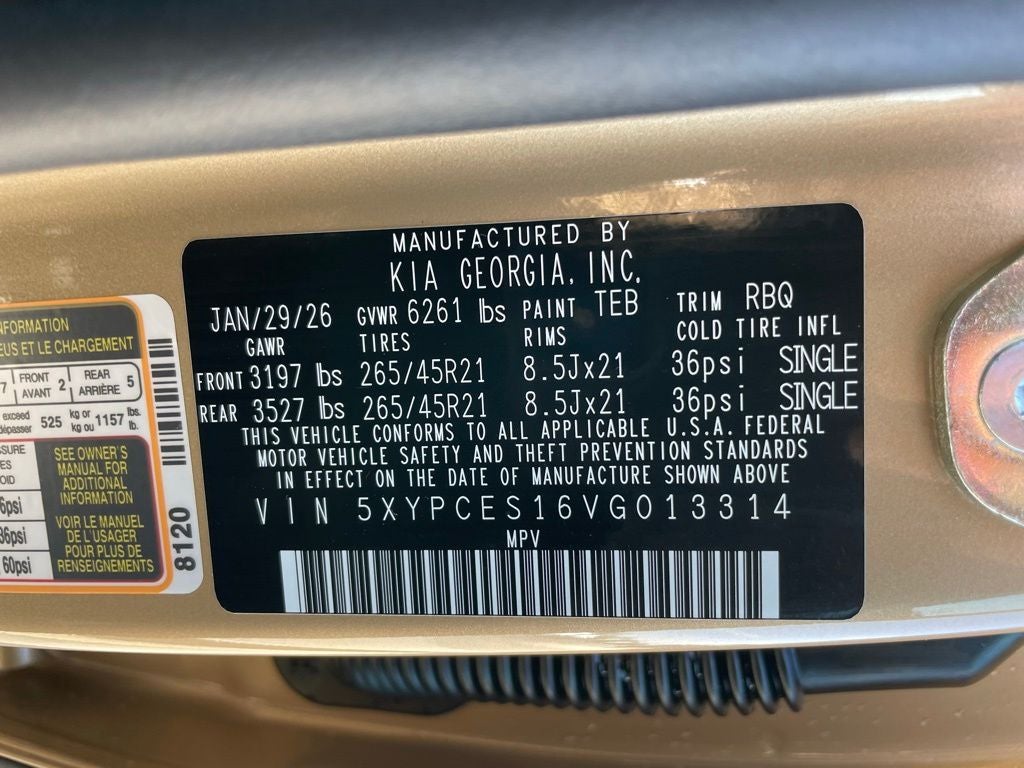 MANUFACTURED BY
KIA GEORGIA, INC.
JAN/29/26 GVWR 6261 lbs PAINT TEB TRIM RBQ
GAWR TIRES RIMS COLD TIRE INFL
FRONT 3197 lbs 265/45R21 8.5Jx21 36psi SINGLE
REAR 3527 lbs 265/45R21 8.5Jx21 36psi SINGLE
THIS VEHICLE CONFORMS TO ALL APPLICABLE U.S.A. FEDERAL
MOTOR VEHICLE SAFETY AND THEFT PREVENTION STANDARDS
IN EFFECT ON THE DATE OF MANUFACTURE SHOWN ABOVE
VIN 5XYPCES16VG013314
MPV
EUS ET LE CHARGEMENT
7 FRONT AVANT 2 REAR ARRIÈRE 5
exceed 525 kg or 1157 lbs.
dépasser kg ou lb.
SEE OWNER'S
MANUAL FOR
ADDITIONAL
INFORMATION
VOIR LE MANUEL
DE L'USAGER
POUR PLUS DE
RENSEIGNEMENTS
6psi
36psi
60psi
8120